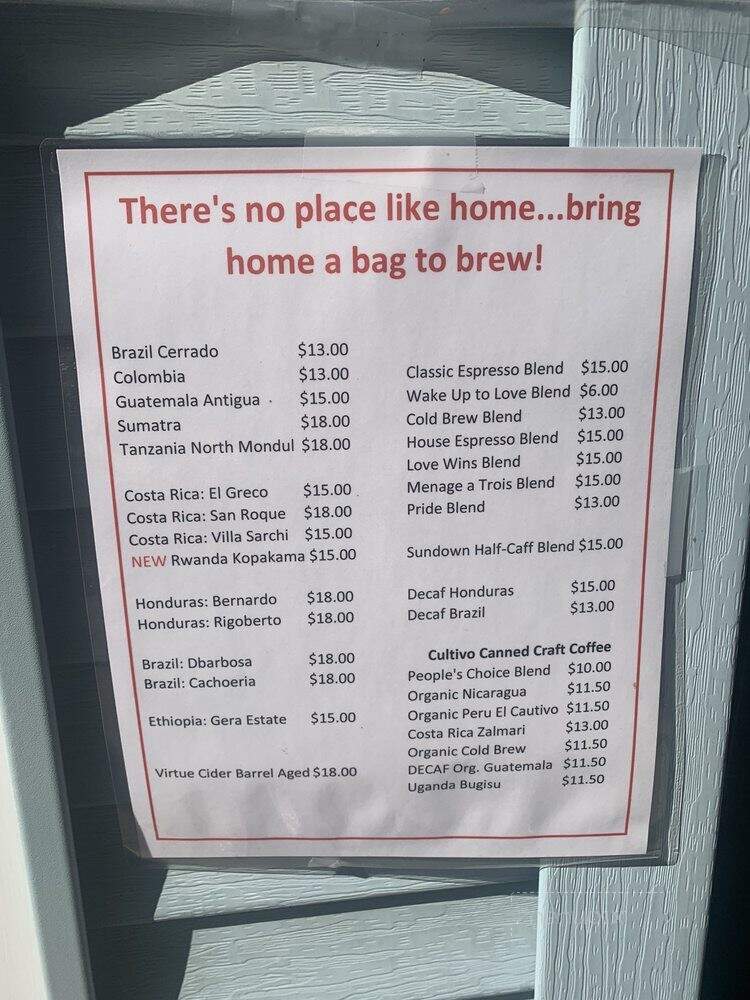 There's no place like home...bring
home a bag to brew!
Brazil Cerrado $13.00
Colombia $13.00
Guatemala Antigua $15.00
Sumatra $18.00
Tanzania North Mondul $18.00
Costa Rica: El Greco $15.00
Costa Rica: San Roque $18.00
Costa Rica: Villa Sarchi $15.00
NEW Rwanda Kopakama $15.00
Honduras: Bernardo $18.00
Honduras: Rigoberto $18.00
Brazil: Dbarbosa $18.00
Brazil: Cachoeria $18.00
Ethiopia: Gera Estate $15.00
Virtue Cider Barrel Aged $18.00
Classic Espresso Blend $15.00
Wake Up to Love Blend $6.00
Cold Brew Blend $13.00
House Espresso Blend $15.00
Love Wins Blend $15.00
Menage a Trois Blend $15.00
Pride Blend $13.00
Sundown Half-Caff Blend $15.00
Decaf Honduras $15.00
Decaf Brazil $13.00
Cultivo Canned Craft Coffee
People's Choice Blend $10.00
Organic Nicaragua $11.50
Organic Peru El Cautivo $11.50
Costa Rica Zalmari $13.00
Organic Cold Brew $11.50
DECAF Org. Guatemala $11.50
Uganda Bugisu $11.50